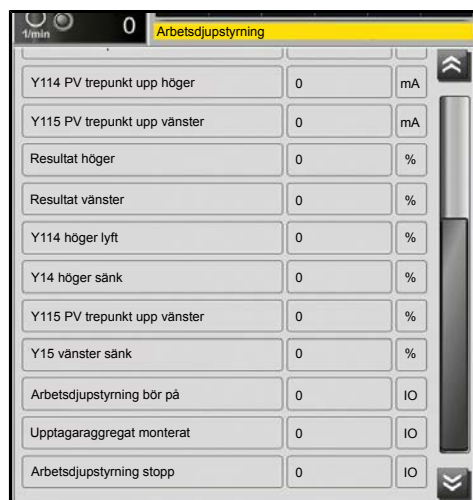 1/min 0 Arbetsdjupstyrning
Y114 PV trepunkt upp höger 0 mA
Y115 PV trepunkt upp vänster 0 mA
Resultat höger 0 %
Resultat vänster 0 %
Y114 höger lyft 0 %
Y14 höger sänk 0 %
Y115 PV trepunkt upp vänster 0 %
Y15 vänster sänk 0 %
Arbetsdjupstyrning bör på 0 IO
Upptagaraggregat monterat 0 IO
Arbetsdjupstyrning stopp 0 IO